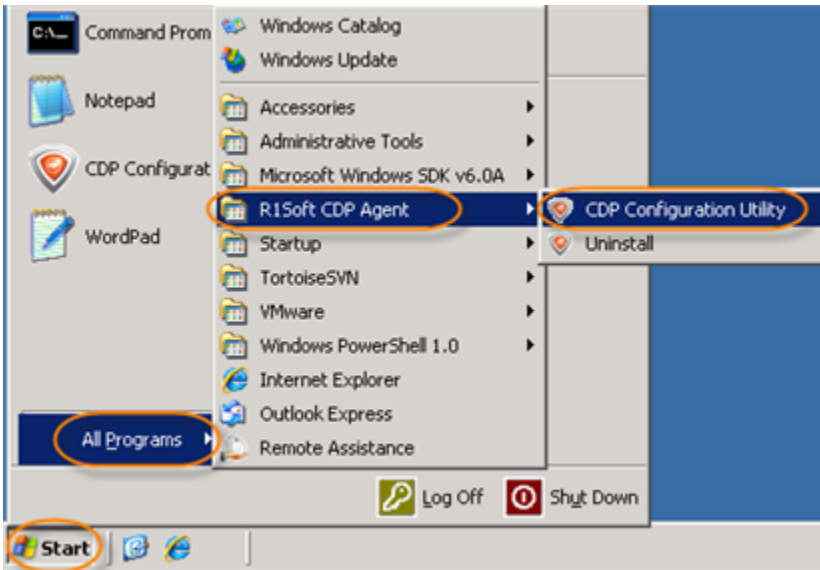 C:\_
Command Prom
Notepad
CDP Configurat
WordPad
All Programs
Windows Catalog
Windows Update
Accessories
Administrative Tools
Microsoft Windows SDK v6.0A
R1Soft CDP Agent
Startup
TortoiseSVN
VMware
Windows PowerShell 1.0
Internet Explorer
Outlook Express
Remote Assistance
CDP Configuration Utility
Uninstall
Log Off
Shut Down
Start